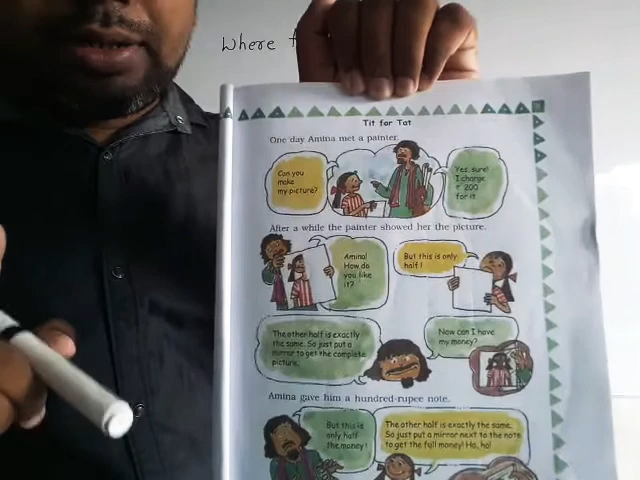 Where
Tit for Tat
One day Amina met a painter.
Can you
make
my picture?
Yes, sure!
I charge
₹ 200
for it.
After a while the painter showed her the picture.
Amina!
How do
you like
it?
But this is only
half !
The other half is exactly
the same. So just put a
mirror to get the complete
picture.
Now can I have
my money?
Amina gave him a hundred-rupee note.
But this is
only half
the money!
The other half is exactly the same.
So just put a mirror next to the note
to get the full money! Ha, ha!